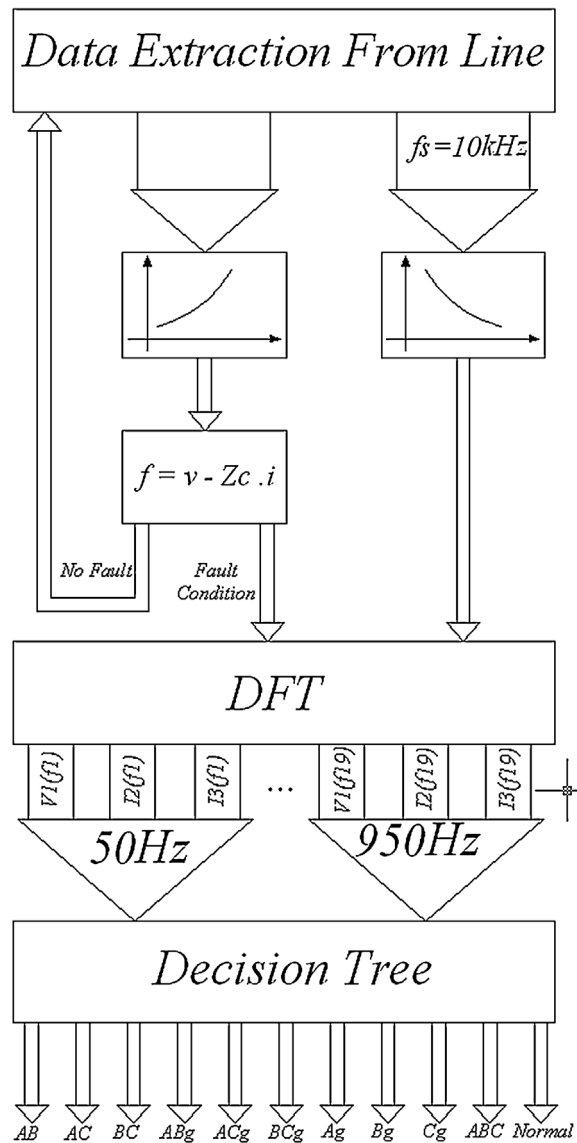 Data Extraction From Line
fs=10kHz
f = v - Zc .i
No Fault
Fault
Condition
DFT
V1(f1)
I2(f1)
I3(f1)
...
V1(f19)
I2(f19)
I3(f19)
50Hz
950Hz
Decision Tree
AB AC BC ABg ACg BCg Ag Bg Cg ABC Normal